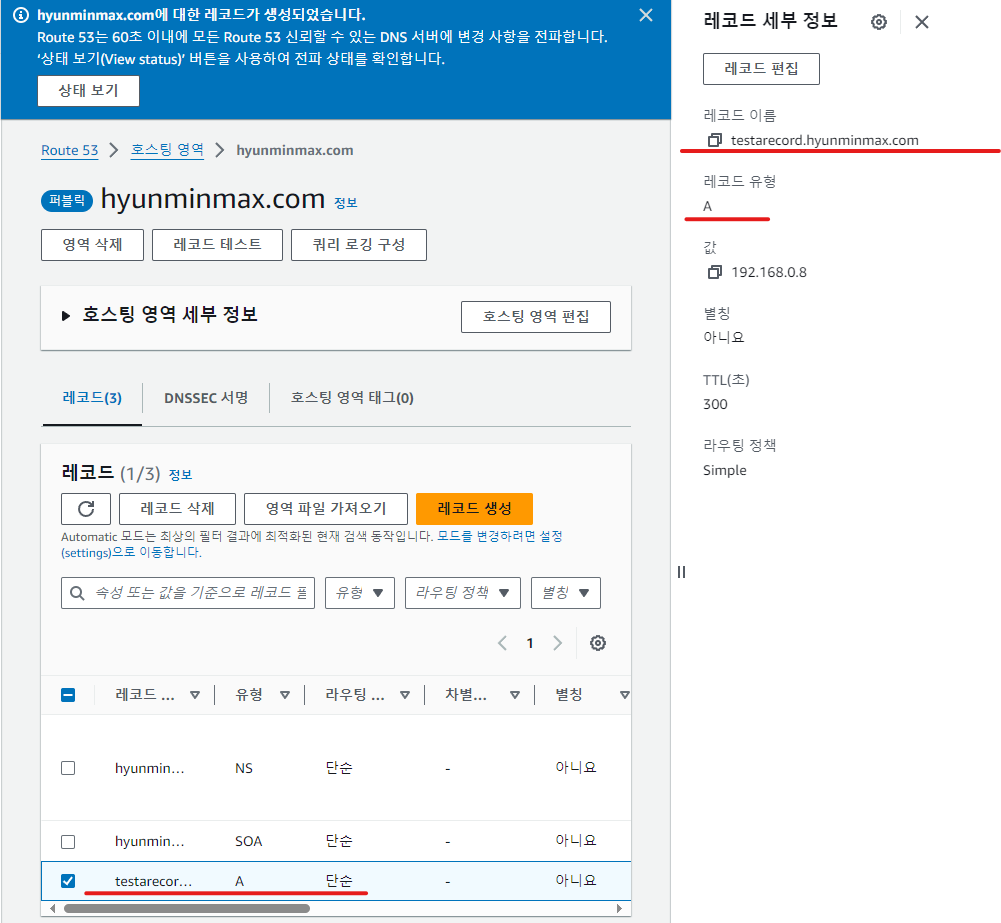 hyunminmax.com에 대한 레코드가 생성되었습니다.
Route 53는 60초 이내에 모든 Route 53 신뢰할 수 있는 DNS 서버에 변경 사항을 전파합니다.
‘상태 보기(View status)’ 버튼을 사용하여 전파 상태를 확인합니다.
상태 보기
Route 53 > 호스팅 영역 > hyunminmax.com
퍼블릭 hyunminmax.com 정보
영역 삭제 레코드 테스트 쿼리 로깅 구성
호스팅 영역 세부 정보 호스팅 영역 편집
레코드(3) DNSSEC 서명 호스팅 영역 태그(0)
레코드 (1/3) 정보
레코드 삭제 영역 파일 가져오기 레코드 생성
Automatic 모드는 최상의 필터 결과에 최적화된 현재 검색 동작입니다. 모드를 변경하려면 설정
(settings)으로 이동합니다.
속성 또는 값을 기준으로 레코드 필 유형 라우팅 정책 별칭
1
레코드 ... 유형 라우팅 ... 차별... 별칭
hyunmin... NS 단순 - 아니요
hyunmin... SOA 단순 - 아니요
testarecor... A 단순 - 아니요
레코드 세부 정보
레코드 편집
레코드 이름
testarecord.hyunminmax.com
레코드 유형
A
값
192.168.0.8
별칭
아니요
TTL(초)
300
라우팅 정책
Simple